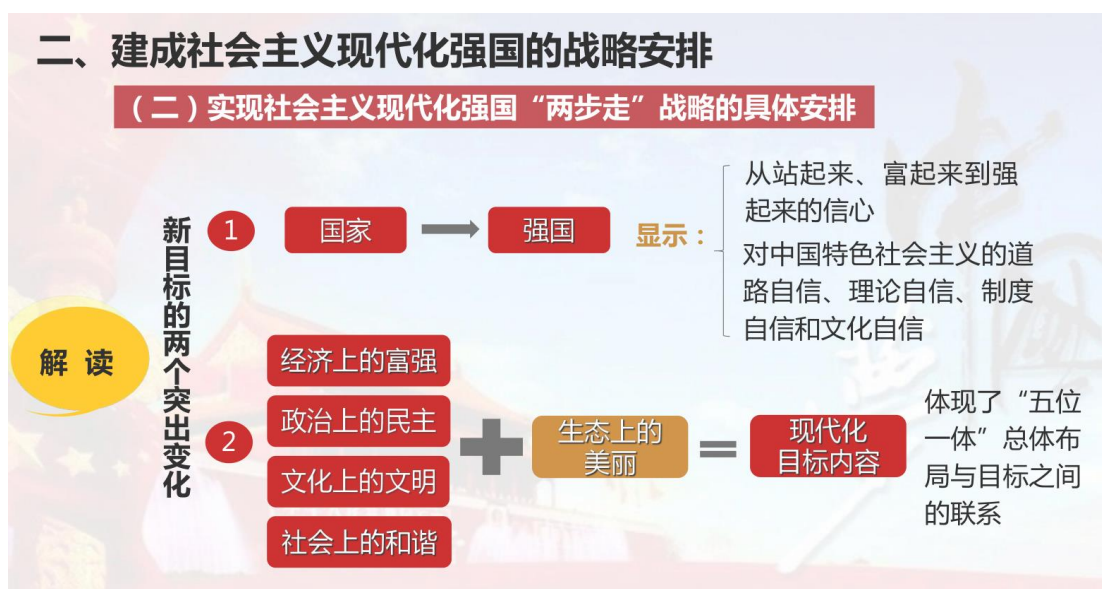 二、建成社会主义现代化强国的战略安排
（二）实现社会主义现代化强国“两步走”战略的具体安排
解 读
新目标的两个突出变化
1
国家
强国
显示：
从站起来、富起来到强
起来的信心
对中国特色社会主义的道
路自信、理论自信、制度
自信和文化自信
2
经济上的富强
政治上的民主
文化上的文明
社会上的和谐
生态上的
美丽
现代化
目标内容
体现了“五位
一体”总体布
局与目标之间
的联系